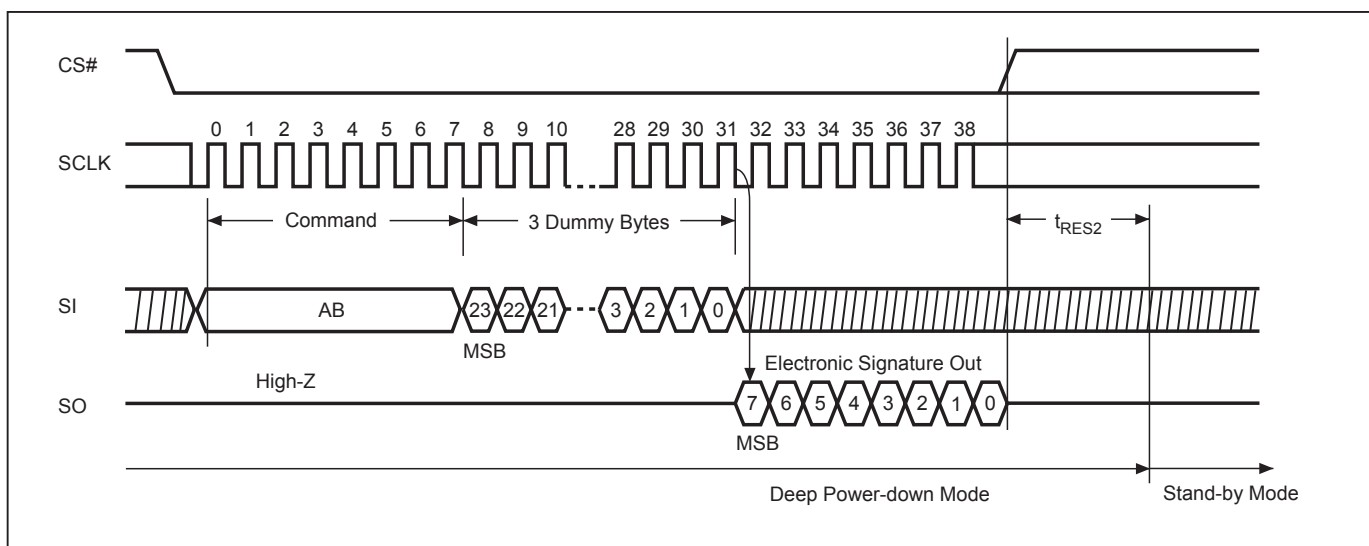 CS#
0 1 2 3 4 5 6 7 8 9 10 28 29 30 31 32 33 34 35 36 37 38
SCLK
Command
3 Dummy Bytes
tRES2
SI
AB
23 22 21 3 2 1 0
MSB
High-Z
Electronic Signature Out
SO
7 6 5 4 3 2 1 0
MSB
Deep Power-down Mode
Stand-by Mode